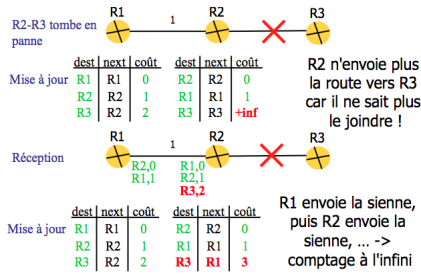 R1 R2 R3
R2-R3 tombe en
panne
1
dest next coût dest next coût
Mise à jour R1 R1 0 R1 R2 0
R2 R2 1 R2 R2 1
R3 R2 2 R3 R3 +inf
R2 n'envoie plus
la route vers R3
car il ne sait plus
le joindre !
R1 R2 R3
1
Réception
R2,0 R1,0
R1,1 R2,1
R3,2
dest next coût dest next coût
Mise à jour R1 R1 0 R2 R2 0
R2 R2 1 R1 R1 1
R3 R2 2 R3 R1 3
R1 envoie la sienne,
puis R2 envoie la
sienne, ... ->
comptage à l'infini